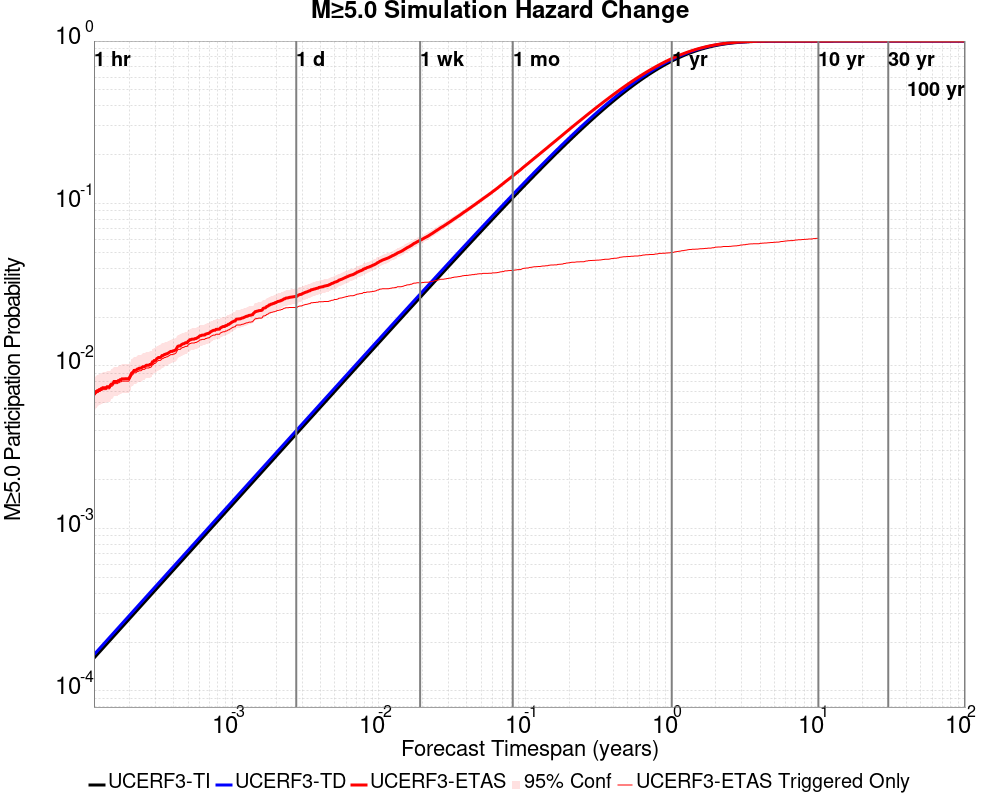 M≥5.0 Simulation Hazard Change
10^0
10^-1
10^-2
10^-3
10^-4
M≥5.0 Participation Probability
1 hr
1 d
1 wk
1 mo
1 yr
10 yr
30 yr
100 yr
10^-3
10^-2
10^-1
10^0
10^1
10^2
Forecast Timespan (years)
UCERF3-TI UCERF3-TD UCERF3-ETAS 95% Conf UCERF3-ETAS Triggered Only